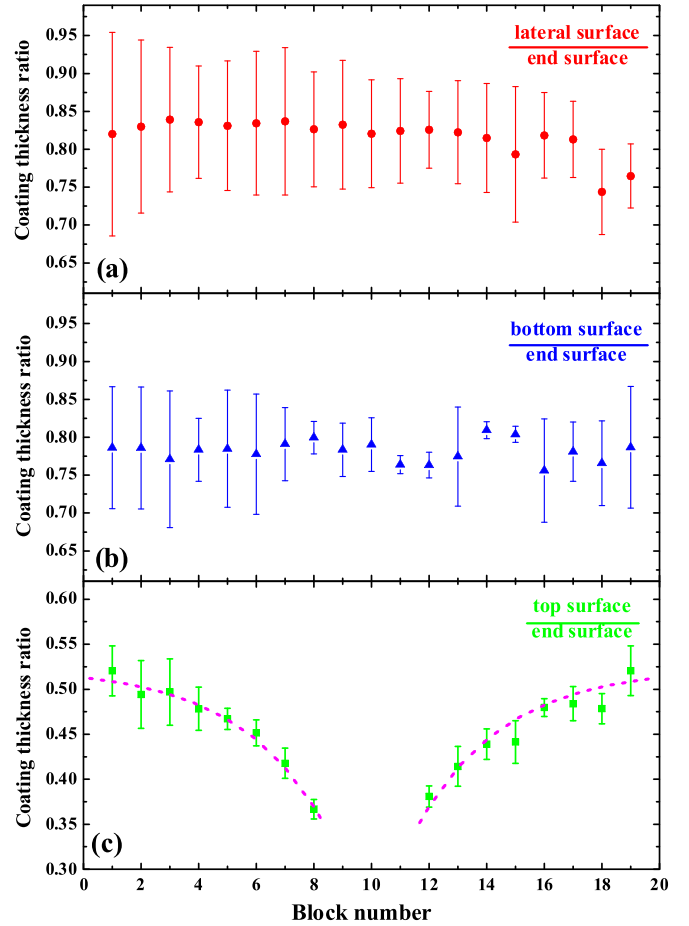 0.95
lateral surface
0.90
end surface
0.85
0.80
0.75
0.70
0.65
Coating thickness ratio
(a)
0.95
bottom surface
0.90
end surface
0.85
0.80
0.75
0.70
0.65
Coating thickness ratio
(b)
0.60
top surface
end surface
0.55
0.50
0.45
0.40
0.35
0.30
Coating thickness ratio
(c)
0 2 4 6 8 10 12 14 16 18 20
Block number